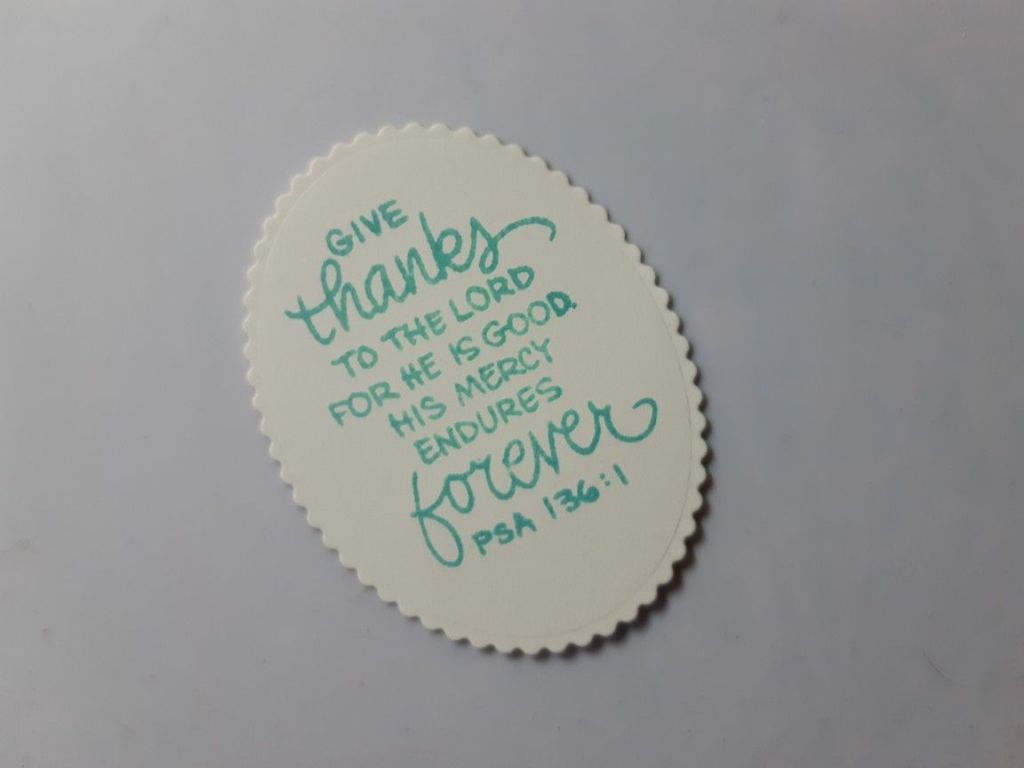 GIVE
thanks
TO THE LORD
FOR HE IS GOOD.
HIS MERCY
ENDURES
forever
PSA 136:1